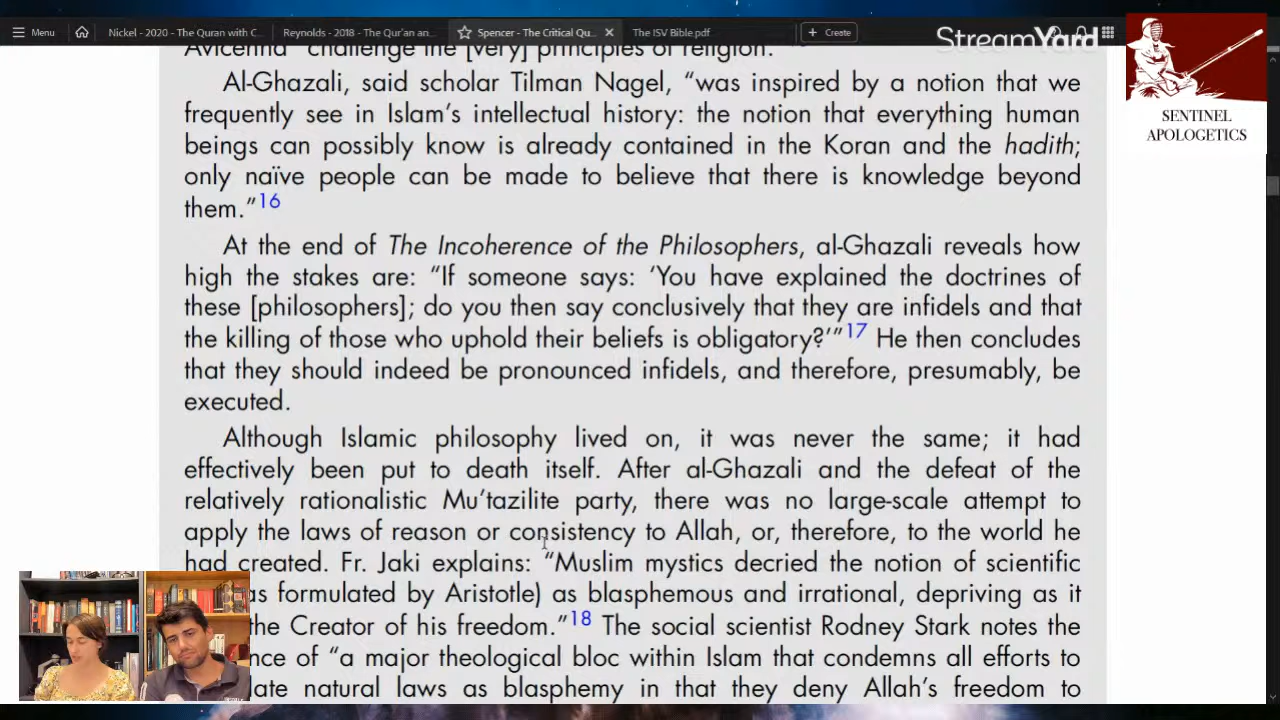 Menu
Nickel - 2020 - The Quran with C...
Reynolds - 2018 - The Qur'an an...
Spencer - The Critical Qu...
The ISV Bible.pdf
Create
StreamYard
SENTINEL
APOLOGETICS
Avicenna "challenge the [very] principles of religion."
Al-Ghazali, said scholar Tilman Nagel, "was inspired by a notion that we
frequently see in Islam's intellectual history: the notion that everything human
beings can possibly know is already contained in the Koran and the hadith;
only naïve people can be made to believe that there is knowledge beyond
them."16
At the end of The Incoherence of the Philosophers, al-Ghazali reveals how
high the stakes are: "If someone says: 'You have explained the doctrines of
these [philosophers]; do you then say conclusively that they are infidels and that
the killing of those who uphold their beliefs is obligatory?'"17 He then concludes
that they should indeed be pronounced infidels, and therefore, presumably, be
executed.
Although Islamic philosophy lived on, it was never the same; it had
effectively been put to death itself. After al-Ghazali and the defeat of the
relatively rationalistic Mu'tazilite party, there was no large-scale attempt to
apply the laws of reason or consistency to Allah, or, therefore, to the world he
had created. Fr. Jaki explains: "Muslim mystics decried the notion of scientific
as formulated by Aristotle) as blasphemous and irrational, depriving as it
the Creator of his freedom."18 The social scientist Rodney Stark notes the
nce of "a major theological bloc within Islam that condemns all efforts to
late natural laws as blasphemy in that they deny Allah's freedom to